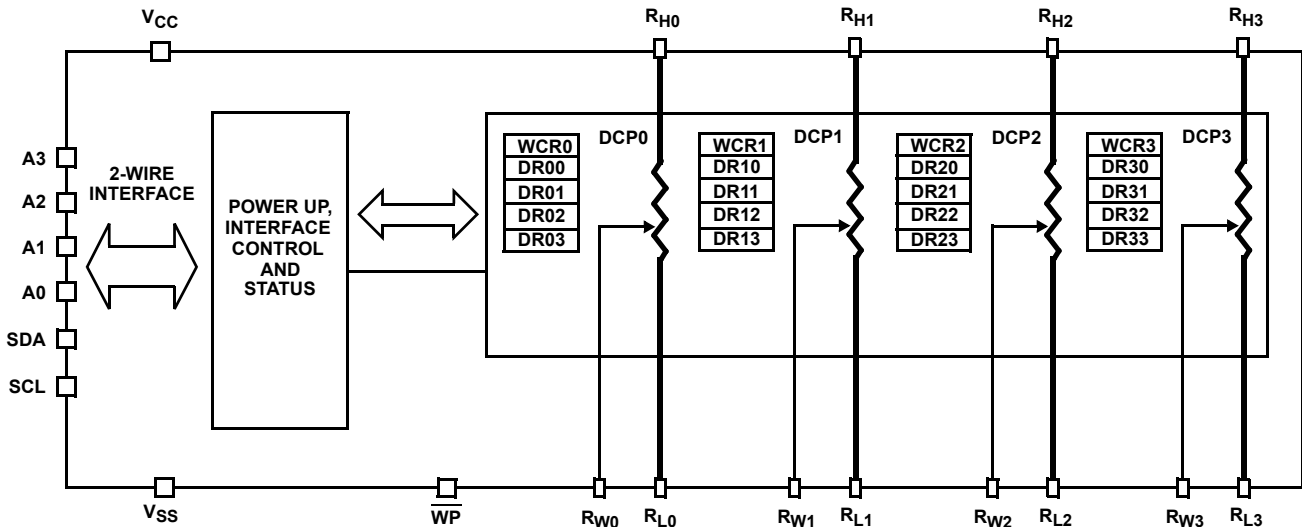 VCC
RH0
RH1
RH2
RH3
A3
A2
A1
A0
SDA
SCL
2-WIRE
INTERFACE
POWER UP,
INTERFACE
CONTROL
AND
STATUS
WCR0
DR00
DR01
DR02
DR03
DCP0
WCR1
DR10
DR11
DR12
DR13
DCP1
WCR2
DR20
DR21
DR22
DR23
DCP2
WCR3
DR30
DR31
DR32
DR33
DCP3
VSS
WP
RW0
RL0
RW1
RL1
RW2
RL2
RW3
RL3